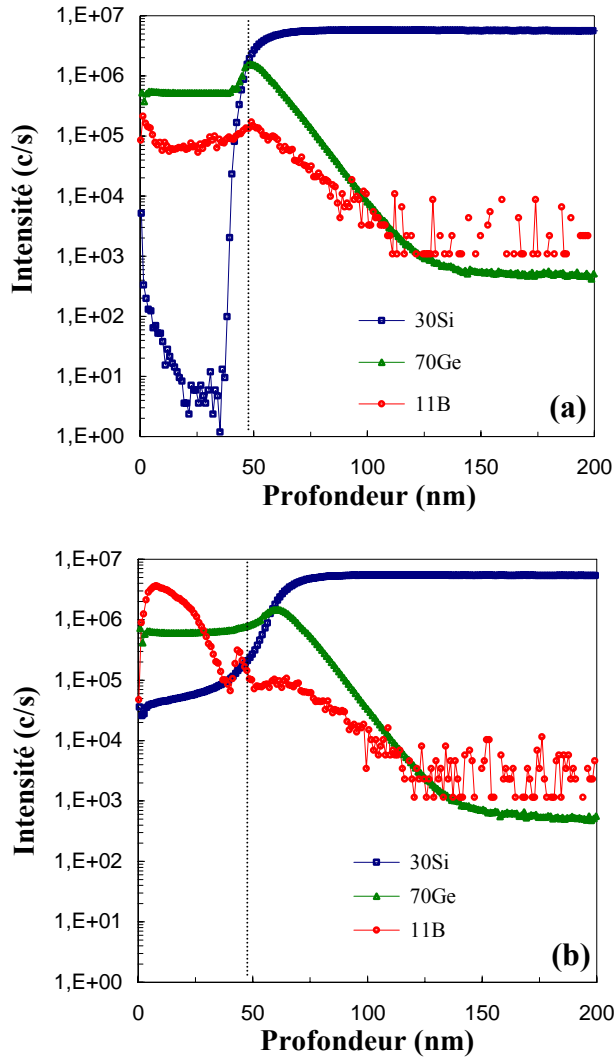 1,E+07
1,E+06
1,E+05
1,E+04
1,E+03
1,E+02
1,E+01
1,E+00
Intensité (c/s)
30Si
70Ge
11B
(a)
0 50 100 150 200
Profondeur (nm)
1,E+07
1,E+06
1,E+05
1,E+04
1,E+03
1,E+02
1,E+01
1,E+00
Intensité (c/s)
30Si
70Ge
11B
(b)
0 50 100 150 200
Profondeur (nm)